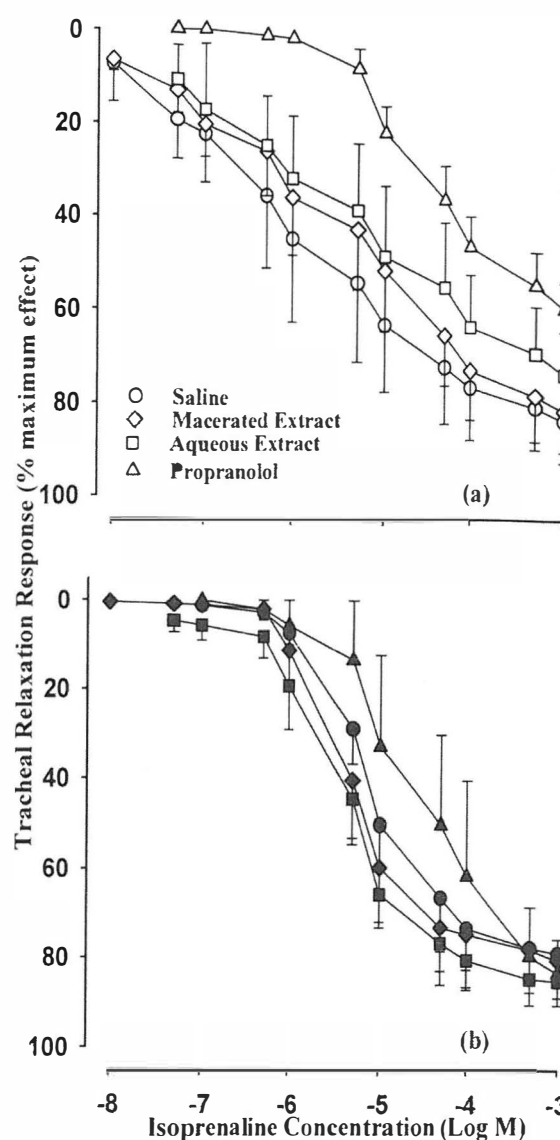 Tracheal Relaxation Response (% maximum effect)
0
20
40
60
80
100
Saline
Macerated Extract
Aqueous Extract
Propranolol
(a)
0
20
40
60
80
100
(b)
-8 -7 -6 -5 -4 -3
Isoprenaline Concentration (Log M)